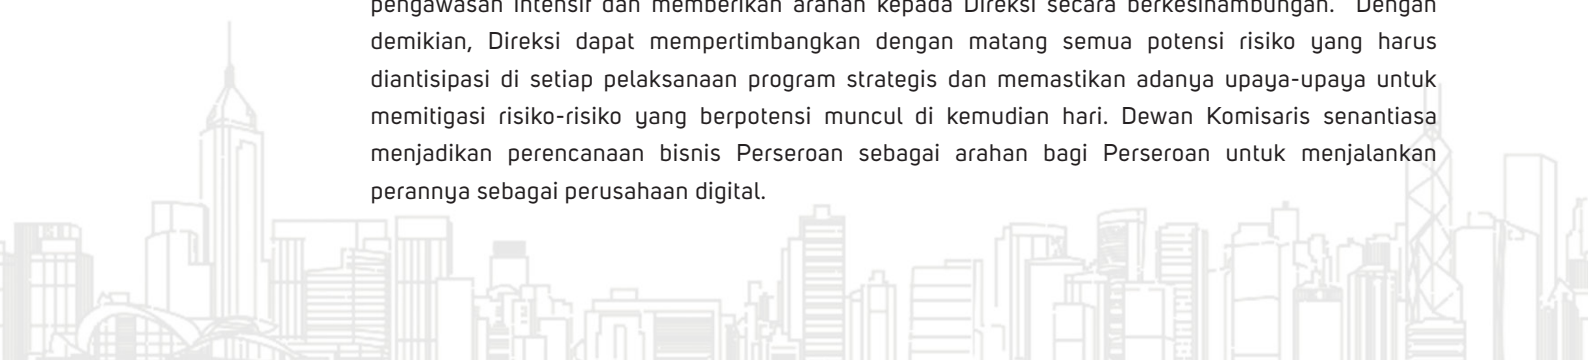 pengawasan intensif dan memberikan arahan kepada Direksi secara berkesinambungan. Dengan
demikian, Direksi dapat mempertimbangkan dengan matang semua potensi risiko yang harus
diantisipasi di setiap pelaksanaan program strategis dan memastikan adanya upaya-upaya untuk
memitigasi risiko-risiko yang berpotensi muncul di kemudian hari. Dewan Komisaris senantiasa
menjadikan perencanaan bisnis Perseroan sebagai arahan bagi Perseroan untuk menjalankan
perannya sebagai perusahaan digital.